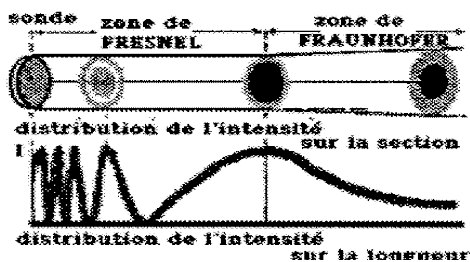 sonde
zone de
FRESNEL
zone de
FRAUNHOFER
distribution de l'intensité
sur la section
I
distribution de l'intensité
sur la longueur